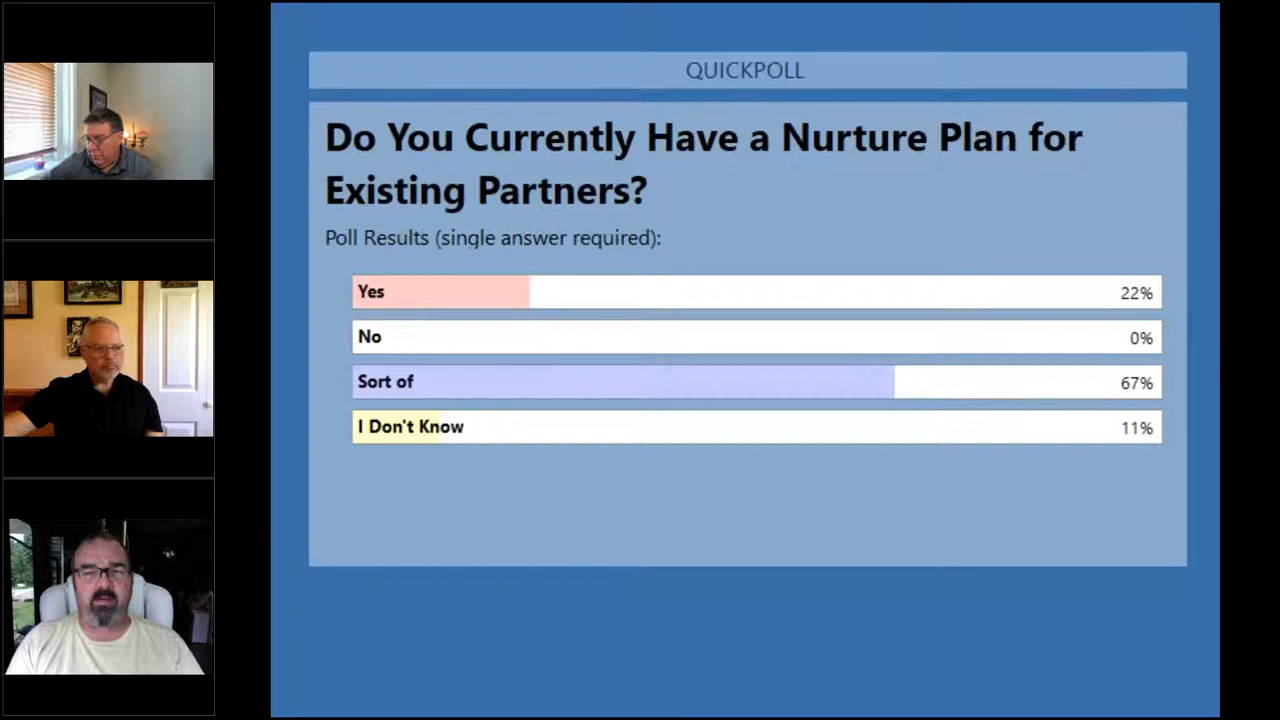 QUICKPOLL
Do You Currently Have a Nurture Plan for
Existing Partners?
Poll Results (single answer required):
Yes 22%
No 0%
Sort of 67%
I Don't Know 11%